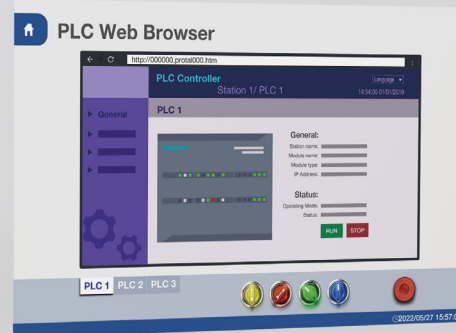 PLC Web Browser
http://000000.protal000.htm
PLC Controller
Language
Station 1/ PLC 1
14:54:00 01/01/2019
General
PLC 1
General:
Station name:
Module name:
Module type:
IP Address:
Status:
Operating Mode:
Status:
RUN STOP
PLC 1 PLC 2 PLC 3
2022/05/27 15:57:0